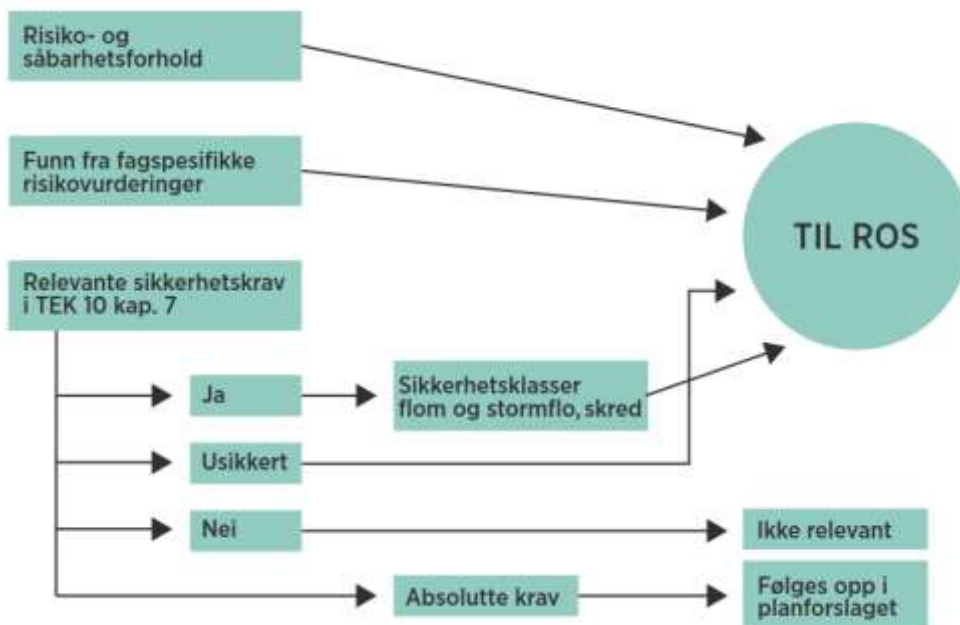 Risiko- og
såbarhetsforhold
Funn fra fagspesifikke
risikovurderinger
TIL ROS
Relevante sikkerhetskrav
i TEK 10 kap. 7
Ja
Sikkerhetsklasser
flom og stormflo, skred
Usikkert
Nei
Ikke relevant
Absolutte krav
Følges opp i
planforslaget